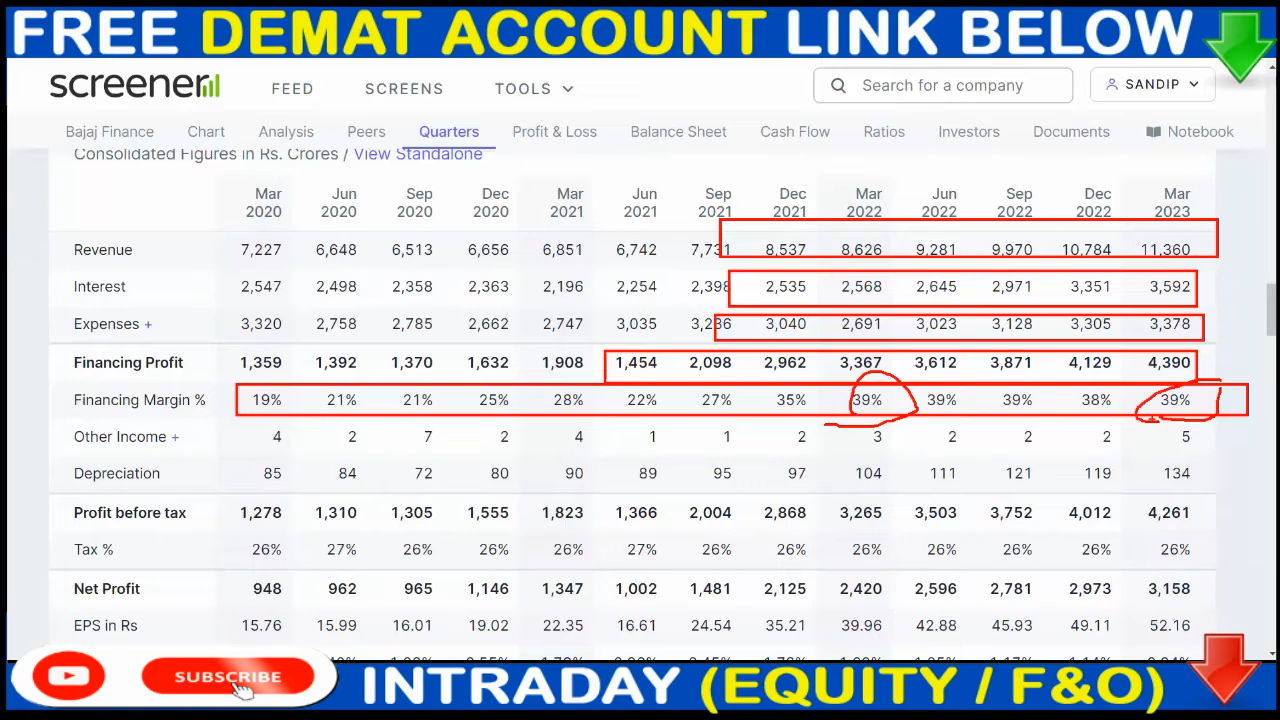 FREE DEMAT ACCOUNT LINK BELOW
screener FEED SCREENS TOOLS Search for a company SANDIP
Bajaj Finance Chart Analysis Peers Quarters Profit & Loss Balance Sheet Cash Flow Ratios Investors Documents Notebook
Consolidated Figures in Rs. Crores / View Standalone
Mar 2020 Jun 2020 Sep 2020 Dec 2020 Mar 2021 Jun 2021 Sep 2021 Dec 2021 Mar 2022 Jun 2022 Sep 2022 Dec 2022 Mar 2023
Revenue 7,227 6,648 6,513 6,656 6,851 6,742 7,731 8,537 8,626 9,281 9,970 10,784 11,360
Interest 2,547 2,498 2,358 2,363 2,196 2,254 2,398 2,535 2,568 2,645 2,971 3,351 3,592
Expenses + 3,320 2,758 2,785 2,662 2,747 3,035 3,236 3,040 2,691 3,023 3,128 3,305 3,378
Financing Profit 1,359 1,392 1,370 1,632 1,908 1,454 2,098 2,962 3,367 3,612 3,871 4,129 4,390
Financing Margin % 19% 21% 21% 25% 28% 22% 27% 35% 39% 39% 39% 38% 39%
Other Income + 4 2 7 2 4 1 1 2 3 2 2 2 5
Depreciation 85 84 72 80 90 89 95 97 104 111 121 119 134
Profit before tax 1,278 1,310 1,305 1,555 1,823 1,366 2,004 2,868 3,265 3,503 3,752 4,012 4,261
Tax % 26% 27% 26% 26% 26% 27% 26% 26% 26% 26% 26% 26% 26%
Net Profit 948 962 965 1,146 1,347 1,002 1,481 2,125 2,420 2,596 2,781 2,973 3,158
EPS in Rs 15.76 15.99 16.01 19.02 22.35 16.61 24.54 35.21 39.96 42.88 45.93 49.11 52.16
SUBSCRIBE INTRADAY (EQUITY / F&O)